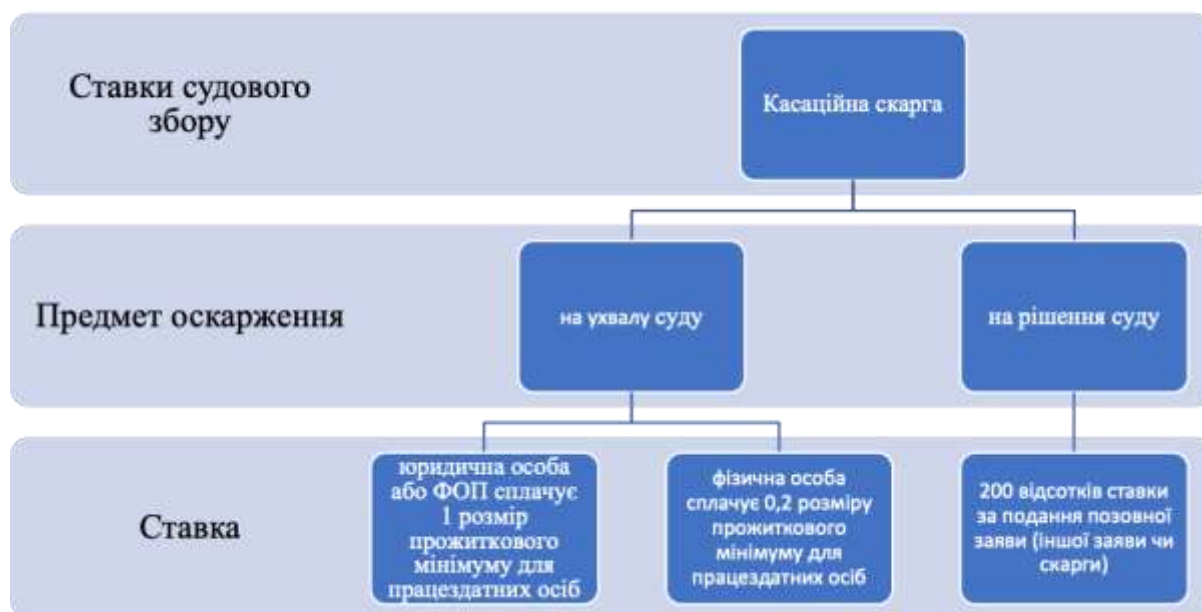 Ставки судового
збору
Касаційна скарга
Предмет оскарження
на ухвалу суду
на рішення суду
Ставка
юридична особа
або ФОП сплачує
1 розмір
прожиткового
мінімуму для
працездатних осіб
фізична особа
сплачує 0,2 розміру
прожиткового
мінімуму для
працездатних осіб
200 відсотків ставки
за подання позовної
заяви (іншої заяви чи
скарги)